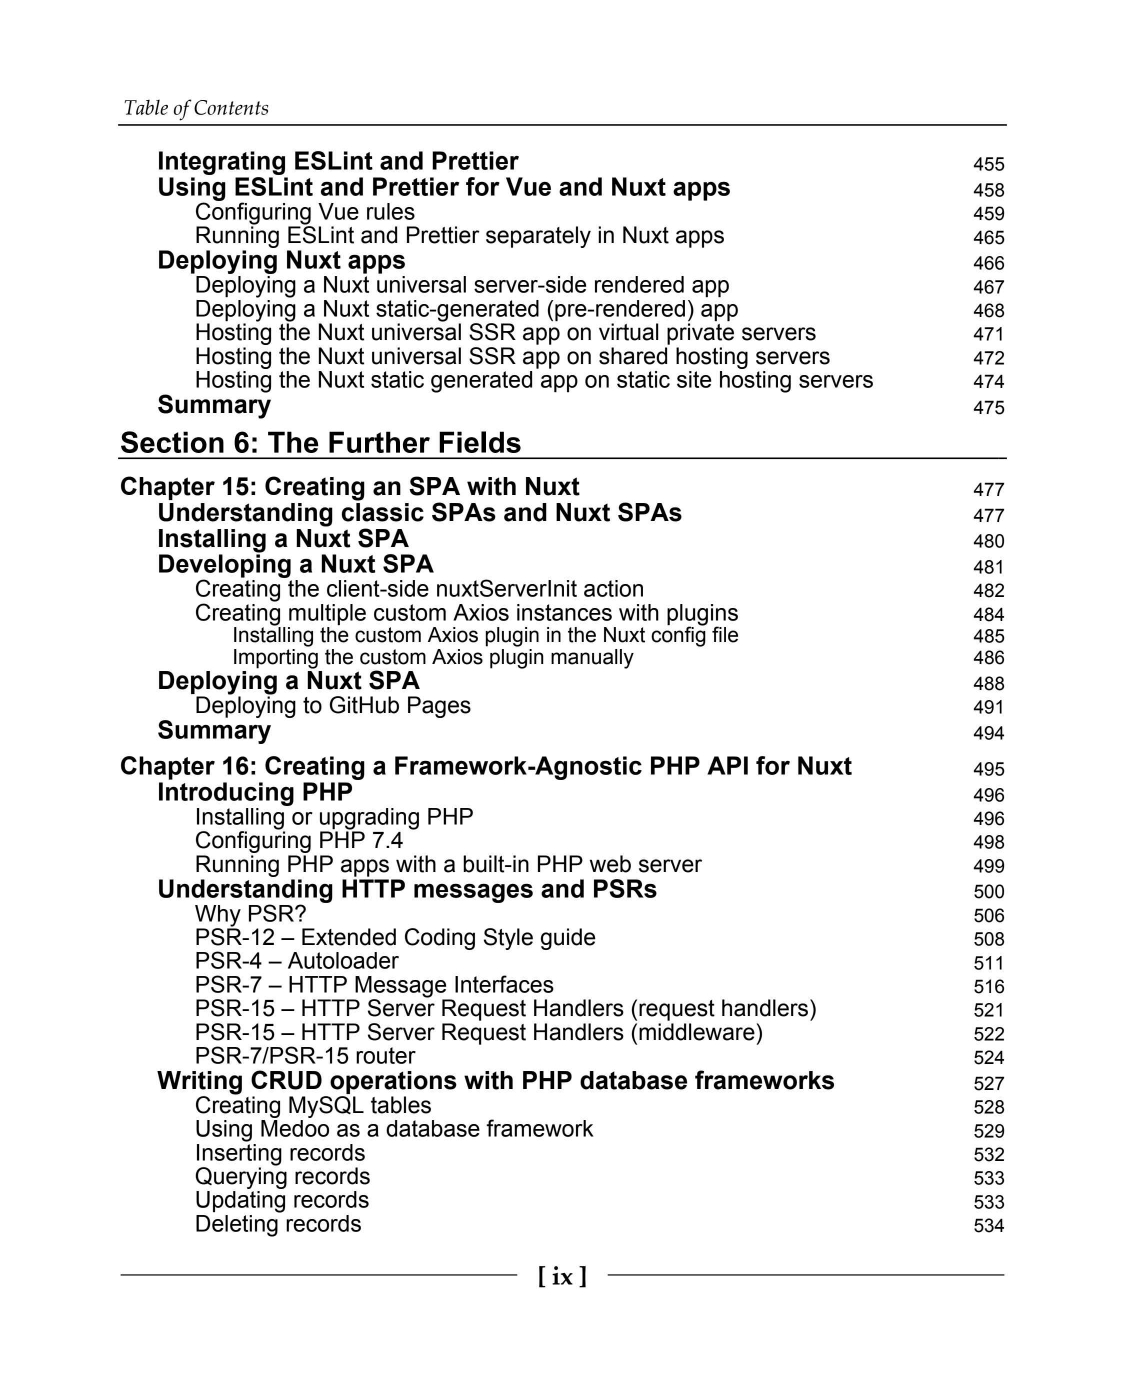 Table of Contents
Integrating ESLint and Prettier 455
Using ESLint and Prettier for Vue and Nuxt apps 458
Configuring Vue rules 459
Running ESLint and Prettier separately in Nuxt apps 465
Deploying Nuxt apps 466
Deploying a Nuxt universal server-side rendered app 467
Deploying a Nuxt static-generated (pre-rendered) app 468
Hosting the Nuxt universal SSR app on virtual private servers 471
Hosting the Nuxt universal SSR app on shared hosting servers 472
Hosting the Nuxt static generated app on static site hosting servers 474
Summary 475
Section 6: The Further Fields
Chapter 15: Creating an SPA with Nuxt 477
Understanding classic SPAs and Nuxt SPAs 477
Installing a Nuxt SPA 480
Developing a Nuxt SPA 481
Creating the client-side nuxtServerInit action 482
Creating multiple custom Axios instances with plugins 484
Installing the custom Axios plugin in the Nuxt config file 485
Importing the custom Axios plugin manually 486
Deploying a Nuxt SPA 488
Deploying to GitHub Pages 491
Summary 494
Chapter 16: Creating a Framework-Agnostic PHP API for Nuxt 495
Introducing PHP 496
Installing or upgrading PHP 496
Configuring PHP 7.4 498
Running PHP apps with a built-in PHP web server 499
Understanding HTTP messages and PSRs 500
Why PSR? 506
PSR-12 – Extended Coding Style guide 508
PSR-4 – Autoloader 511
PSR-7 – HTTP Message Interfaces 516
PSR-15 – HTTP Server Request Handlers (request handlers) 521
PSR-15 – HTTP Server Request Handlers (middleware) 522
PSR-7/PSR-15 router 524
Writing CRUD operations with PHP database frameworks 527
Creating MySQL tables 528
Using Medoo as a database framework 529
Inserting records 532
Querying records 533
Updating records 533
Deleting records 534
[ ix ]